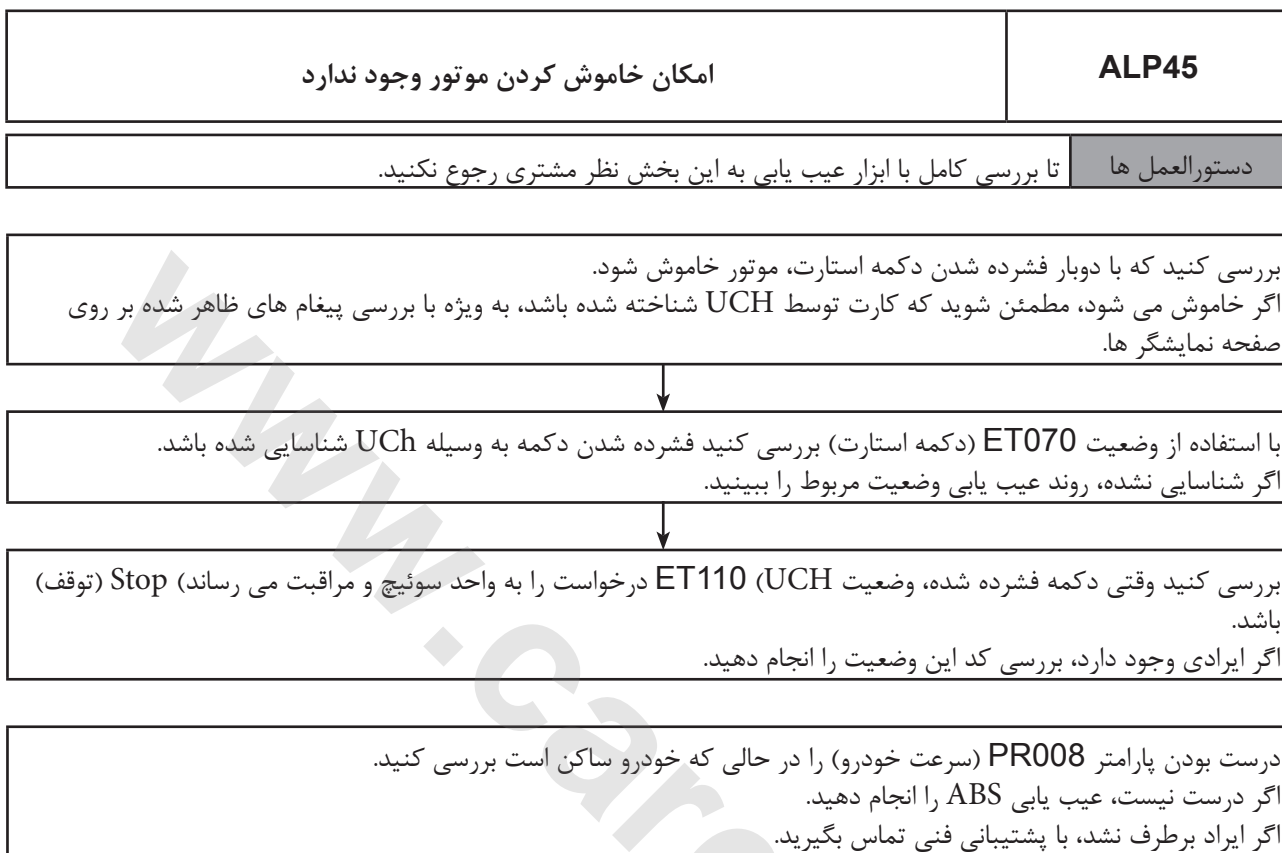 ALP45
امکان خاموش کردن موتور وجود ندارد
دستورالعمل ها
تا بررسی کامل با ابزار عیب یابی به این بخش نظر مشتری رجوع نکنید.
بررسی کنید که با دوبار فشرده شدن دکمه استارت، موتور خاموش شود.
اگر خاموش می شود، مطمئن شوید که کارت توسط UCH شناخته شده باشد، به ویژه با بررسی پیغام های ظاهر شده بر روی
صفحه نمایشگر ها.
با استفاده از وضعیت ET070 (دکمه استارت) بررسی کنید فشرده شدن دکمه به وسیله UCh شناسایی شده باشد.
اگر شناسایی نشده، روند عیب یابی وضعیت مربوط را ببینید.
بررسی کنید وقتی دکمه فشرده شده، وضعیت ET110 (UCH درخواست را به واحد سوئیچ و مراقبت می رساند) Stop (توقف)
باشد.
اگر ایرادی وجود دارد، بررسی کد این وضعیت را انجام دهید.
درست بودن پارامتر PR008 (سرعت خودرو) را در حالی که خودرو ساکن است بررسی کنید.
اگر درست نیست، عیب یابی ABS را انجام دهید.
اگر ایراد برطرف نشد، با پشتیبانی فنی تماس بگیرید.
www.car